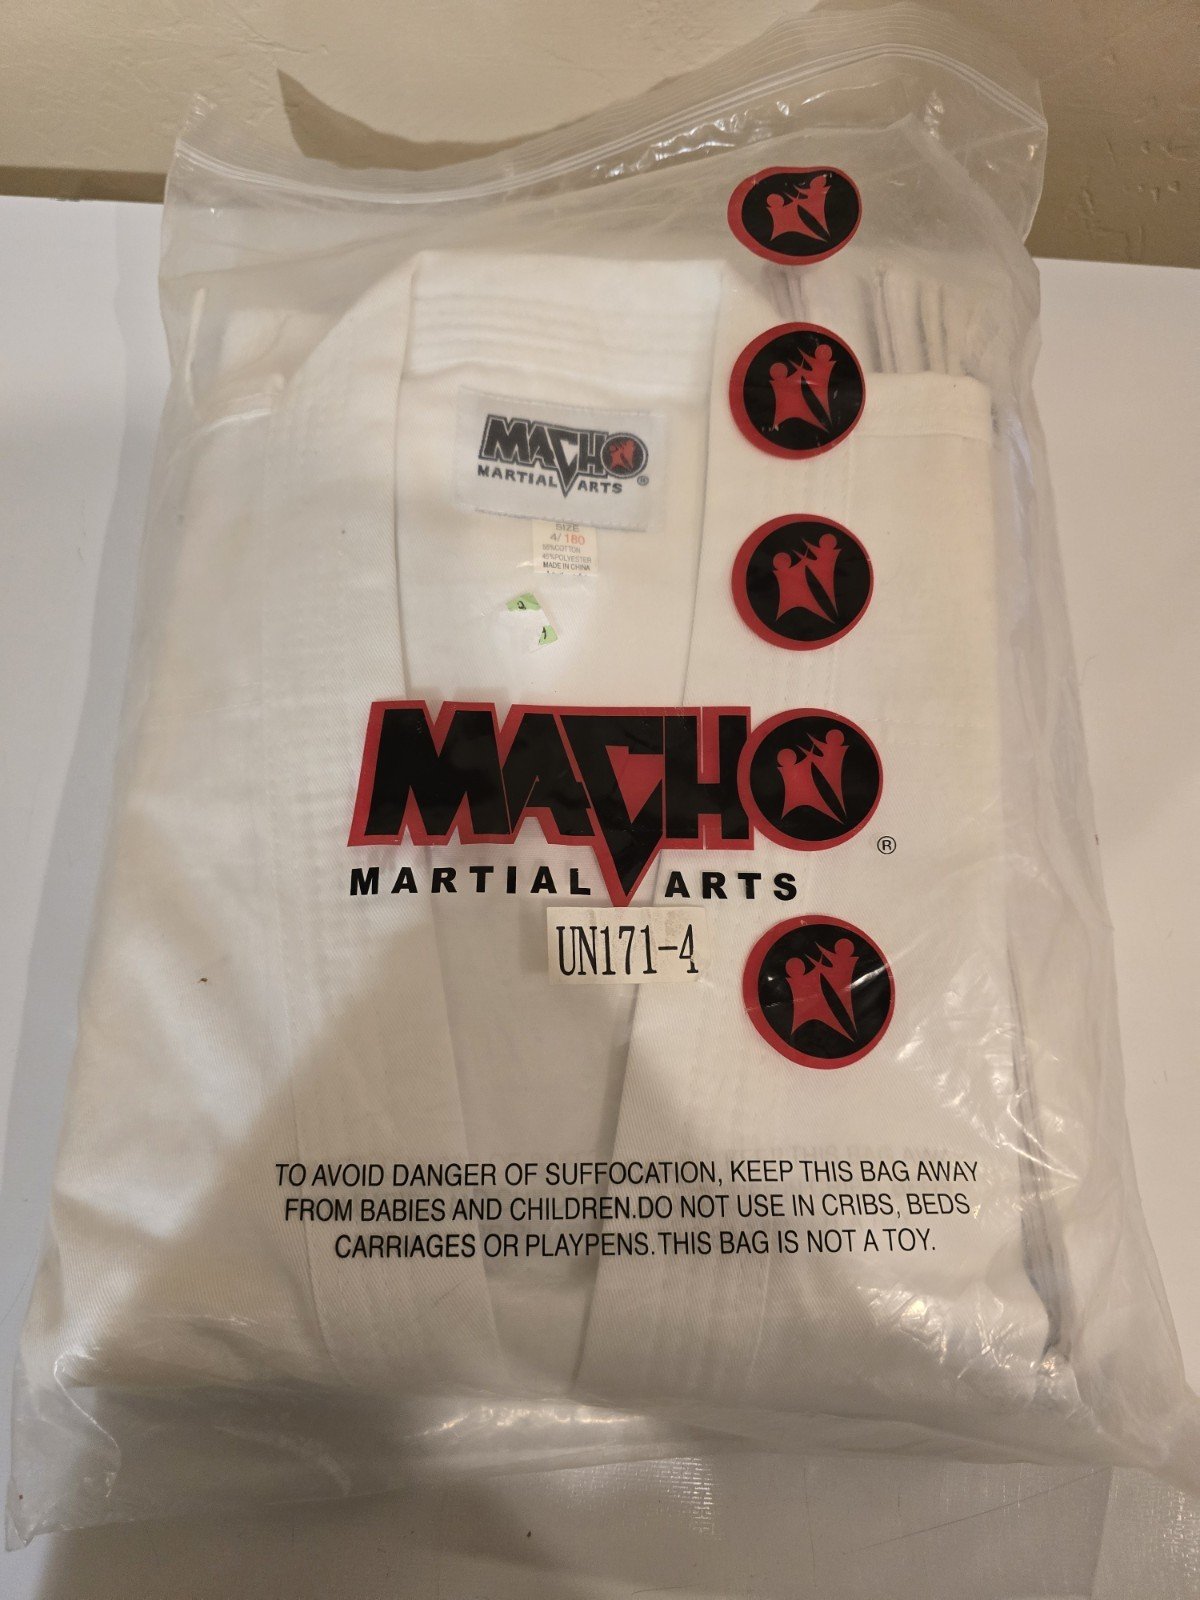 MACHO
MARTIAL ARTS ®
SIZE
4/180
45%POLYESTER
MADE IN CHINA
MACHO
®
MARTIAL ARTS
UN171-4
TO AVOID DANGER OF SUFFOCATION, KEEP THIS BAG AWAY
FROM BABIES AND CHILDREN.DO NOT USE IN CRIBS, BEDS
CARRIAGES OR PLAYPENS.THIS BAG IS NOT A TOY.